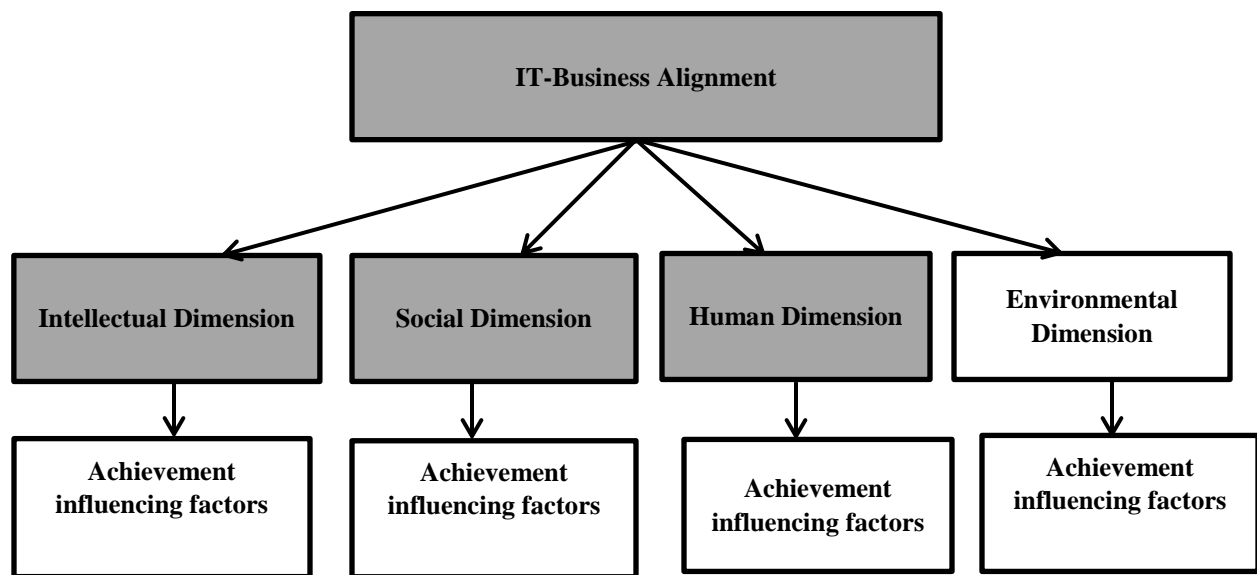 IT-Business Alignment
Intellectual Dimension
Social Dimension
Human Dimension
Environmental
Dimension
Achievement
influencing factors
Achievement
influencing factors
Achievement
influencing factors
Achievement
influencing factors